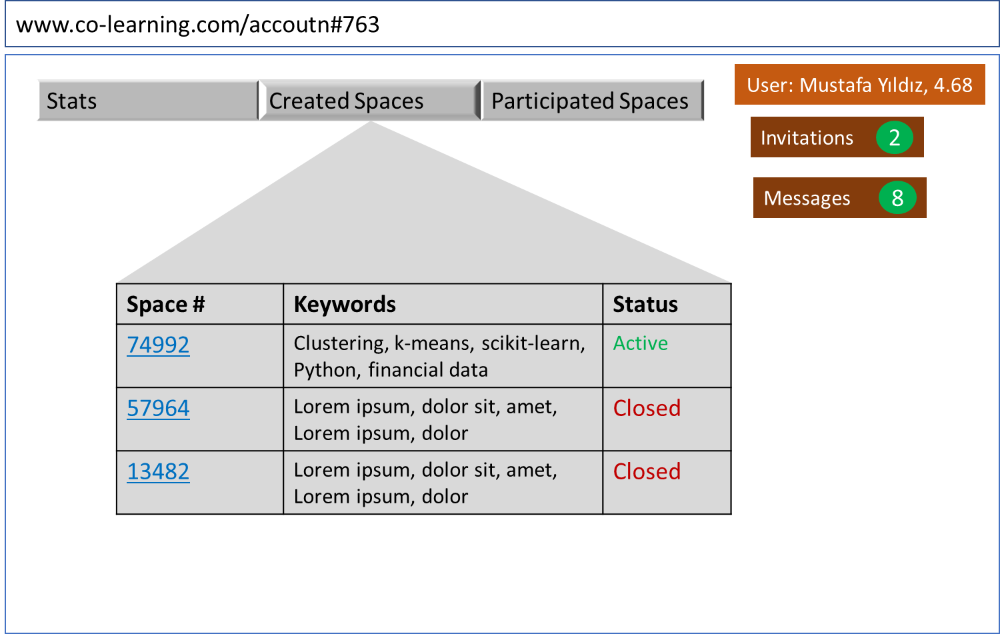 www.co-learning.com/accoutn#763
Stats
Created Spaces
Participated Spaces
User: Mustafa Yıldız, 4.68
Invitations
2
Messages
8
Space #
Keywords
Status
74992
Clustering, k-means, scikit-learn,
Python, financial data
Active
57964
Lorem ipsum, dolor sit, amet,
Lorem ipsum, dolor
Closed
13482
Lorem ipsum, dolor sit, amet,
Lorem ipsum, dolor
Closed